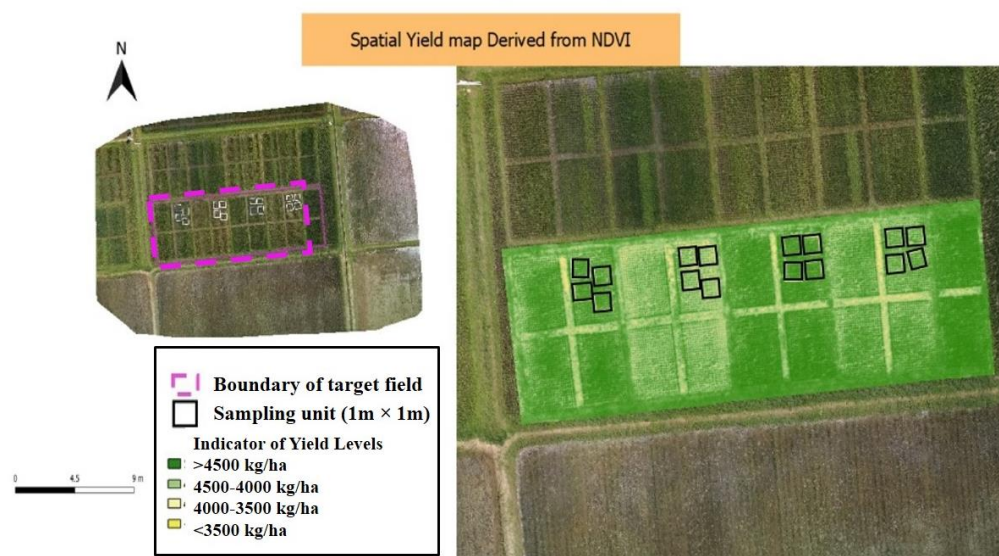 Spatial Yield map Derived from NDVI
N
Boundary of target field
Sampling unit (1m × 1m)
Indicator of Yield Levels
>4500 kg/ha
4500-4000 kg/ha
4000-3500 kg/ha
<3500 kg/ha
0 4.5 9 m